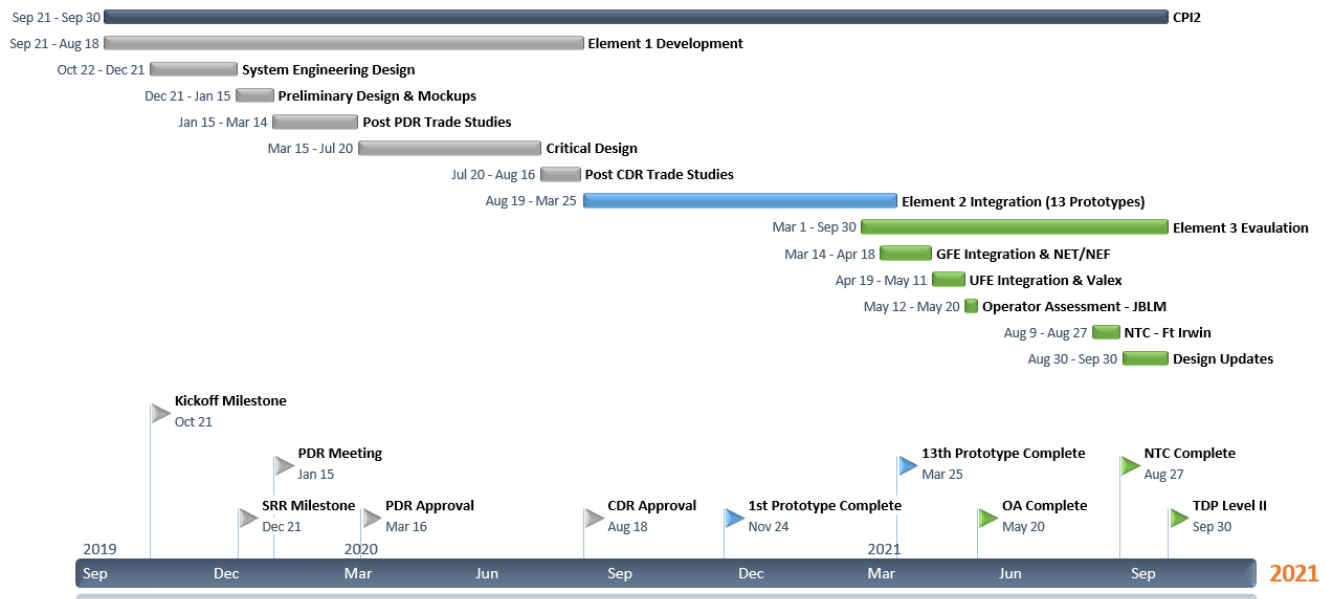 Sep 21 - Sep 30 CPI2
Sep 21 - Aug 18 Element 1 Development
Oct 22 - Dec 21 System Engineering Design
Dec 21 - Jan 15 Preliminary Design & Mockups
Jan 15 - Mar 14 Post PDR Trade Studies
Mar 15 - Jul 20 Critical Design
Jul 20 - Aug 16 Post CDR Trade Studies
Aug 19 - Mar 25 Element 2 Integration (13 Prototypes)
Mar 1 - Sep 30 Element 3 Evaulation
Mar 14 - Apr 18 GFE Integration & NET/NEF
Apr 19 - May 11 UFE Integration & Valex
May 12 - May 20 Operator Assessment - JBLM
Aug 9 - Aug 27 NTC - Ft Irwin
Aug 30 - Sep 30 Design Updates
Kickoff Milestone
Oct 21
PDR Meeting
Jan 15
13th Prototype Complete
Mar 25
NTC Complete
Aug 27
SRR Milestone
Dec 21
PDR Approval
Mar 16
CDR Approval
Aug 18
1st Prototype Complete
Nov 24
OA Complete
May 20
TDP Level II
Sep 30
2019 2020 2021
Sep Dec Mar Jun Sep Dec Mar Jun Sep
2021